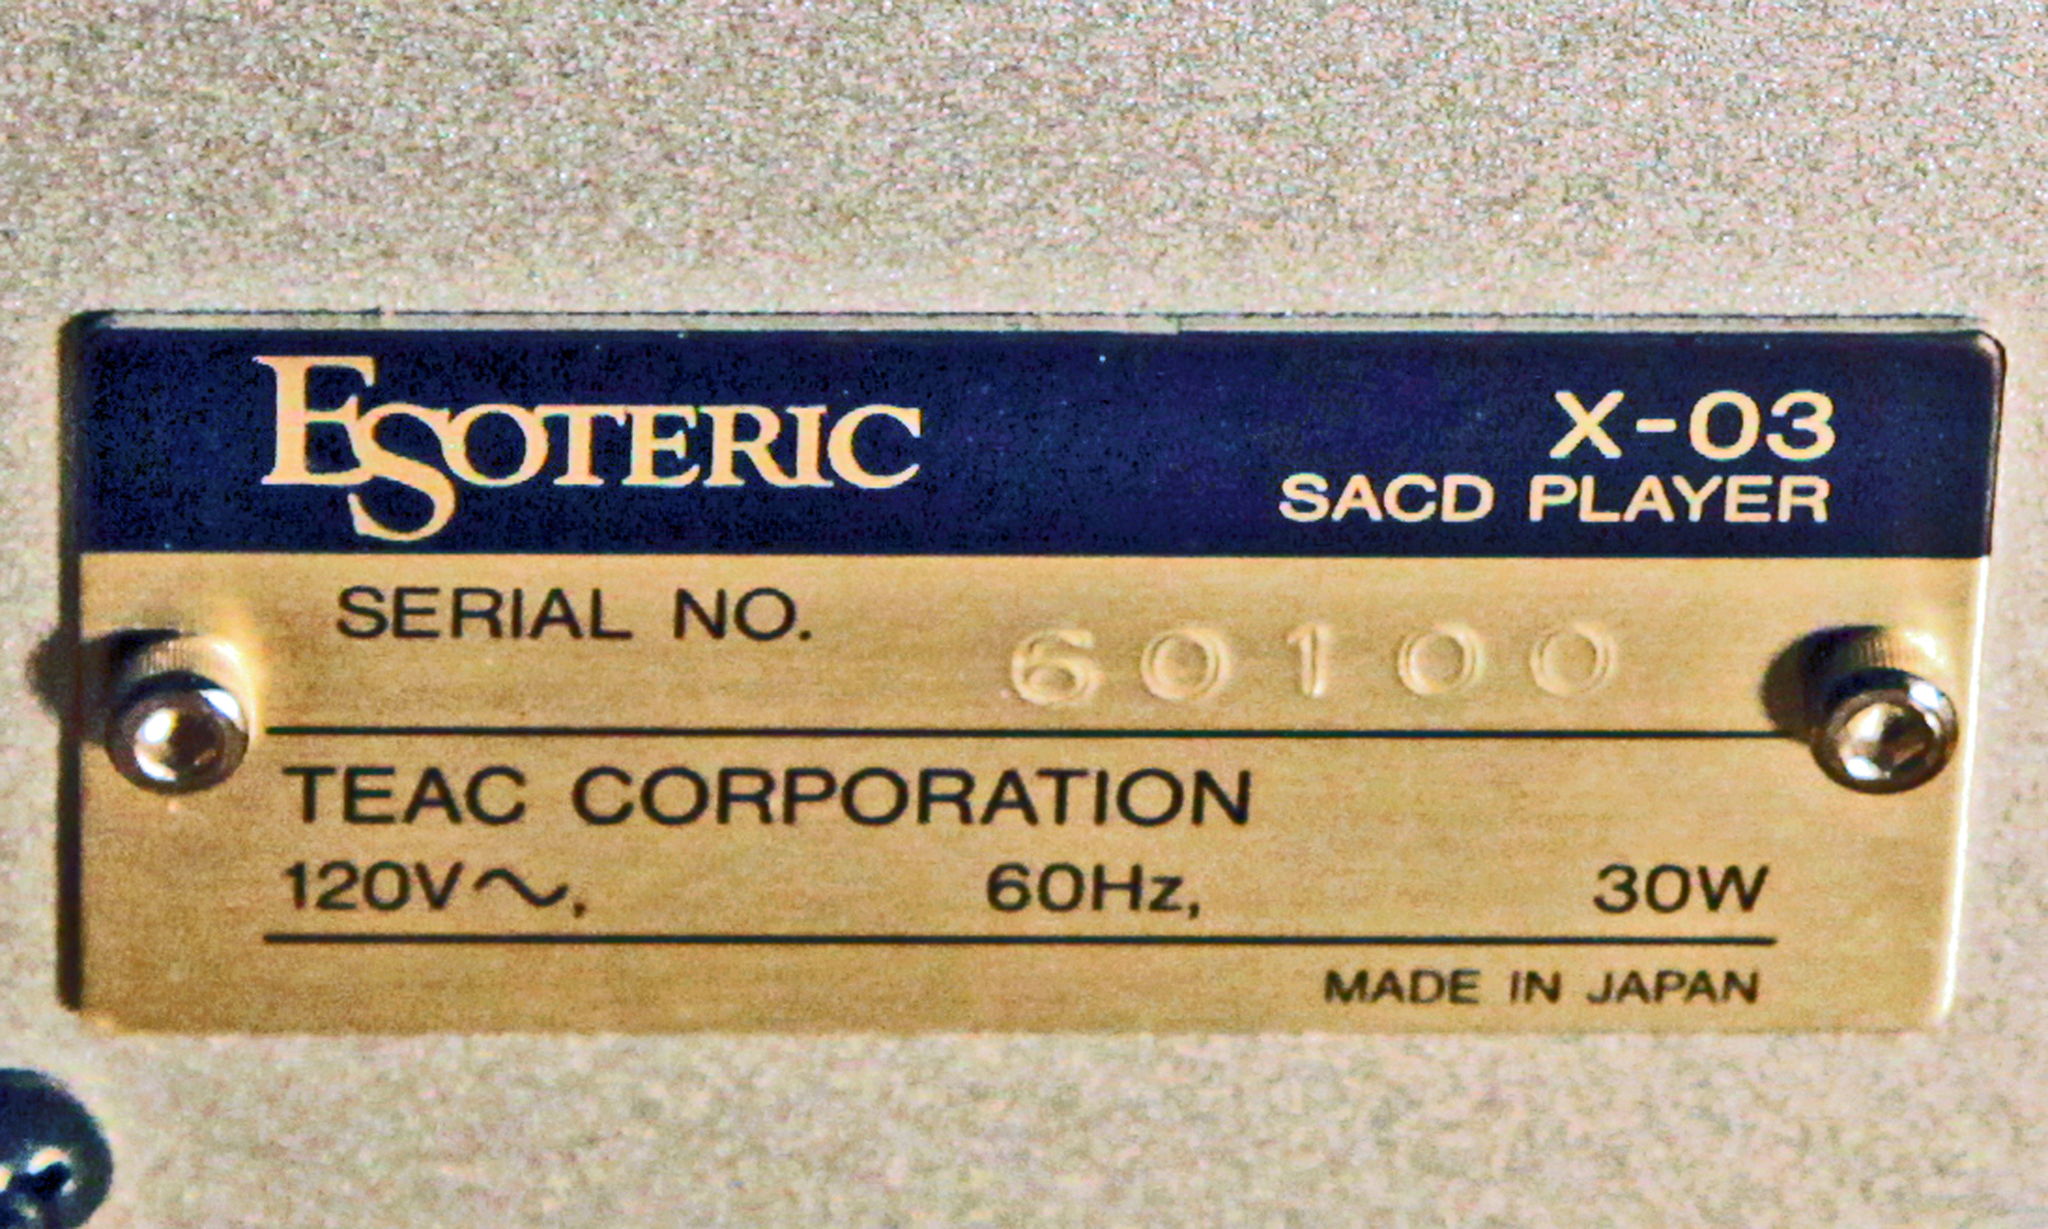 ESOTERIC
X-03
SACD PLAYER
SERIAL NO. 60100
TEAC CORPORATION
120V～, 60Hz, 30W
MADE IN JAPAN